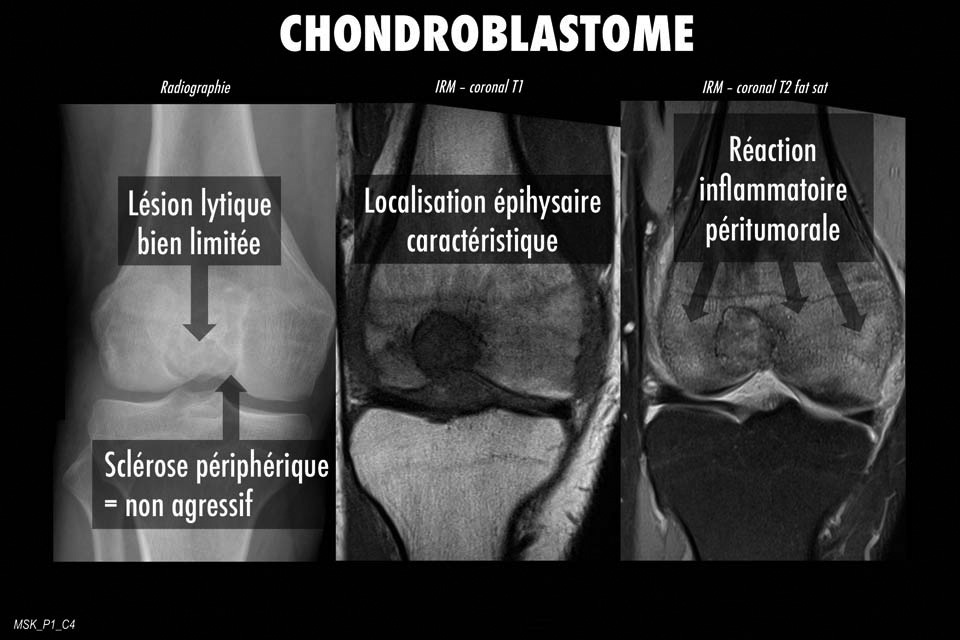 CHONDROBLASTOME
Radiographie
IRM – coronal T1
IRM – coronal T2 fat sat
Lésion lytique
bien limitée
Localisation épihysaire
caractéristique
Réaction
inflammatoire
péritumorale
Sclérose périphérique
= non agressif
MSK_P1_C4